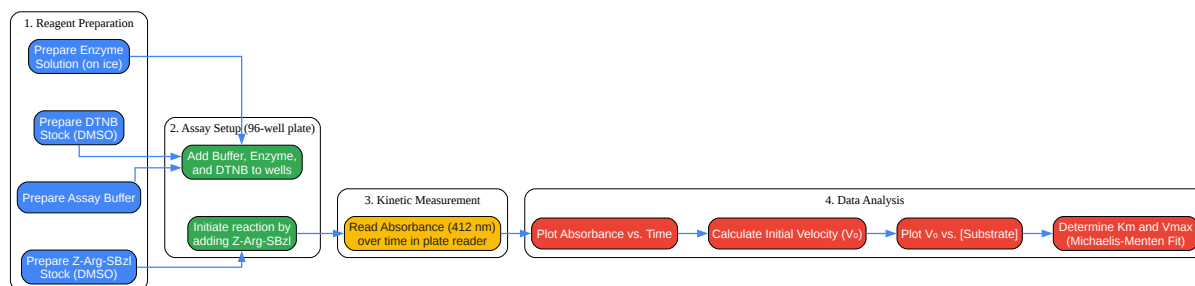 1. Reagent Preparation
Prepare Enzyme
Solution (on ice)
Prepare DTNB
Stock (DMSO)
Prepare Assay Buffer
Prepare Z-Arg-SBzl
Stock (DMSO)
2. Assay Setup (96-well plate)
Add Buffer, Enzyme,
and DTNB to wells
Initiate reaction by
adding Z-Arg-SBzl
3. Kinetic Measurement
Read Absorbance (412 nm)
over time in plate reader
4. Data Analysis
Plot Absorbance vs. Time
Calculate Initial Velocity (V₀)
Plot V₀ vs. [Substrate]
Determine Km and Vmax
(Michaelis-Menten Fit)